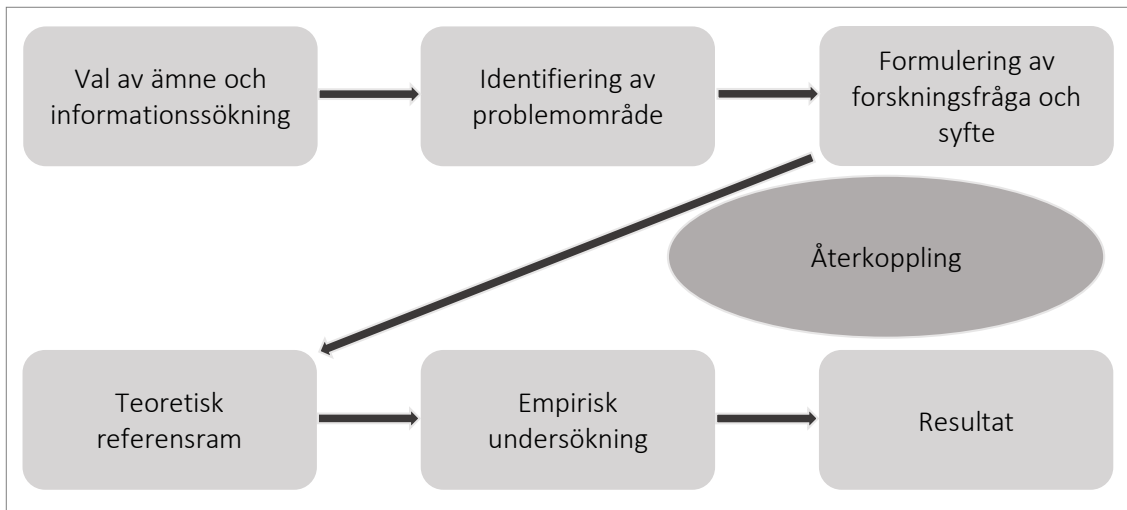 Val av ämne och
informationssökning
Identifiering av
problemområde
Formulering av
forskningsfråga och
syfte
Återkoppling
Teoretisk
referensram
Empirisk
undersökning
Resultat